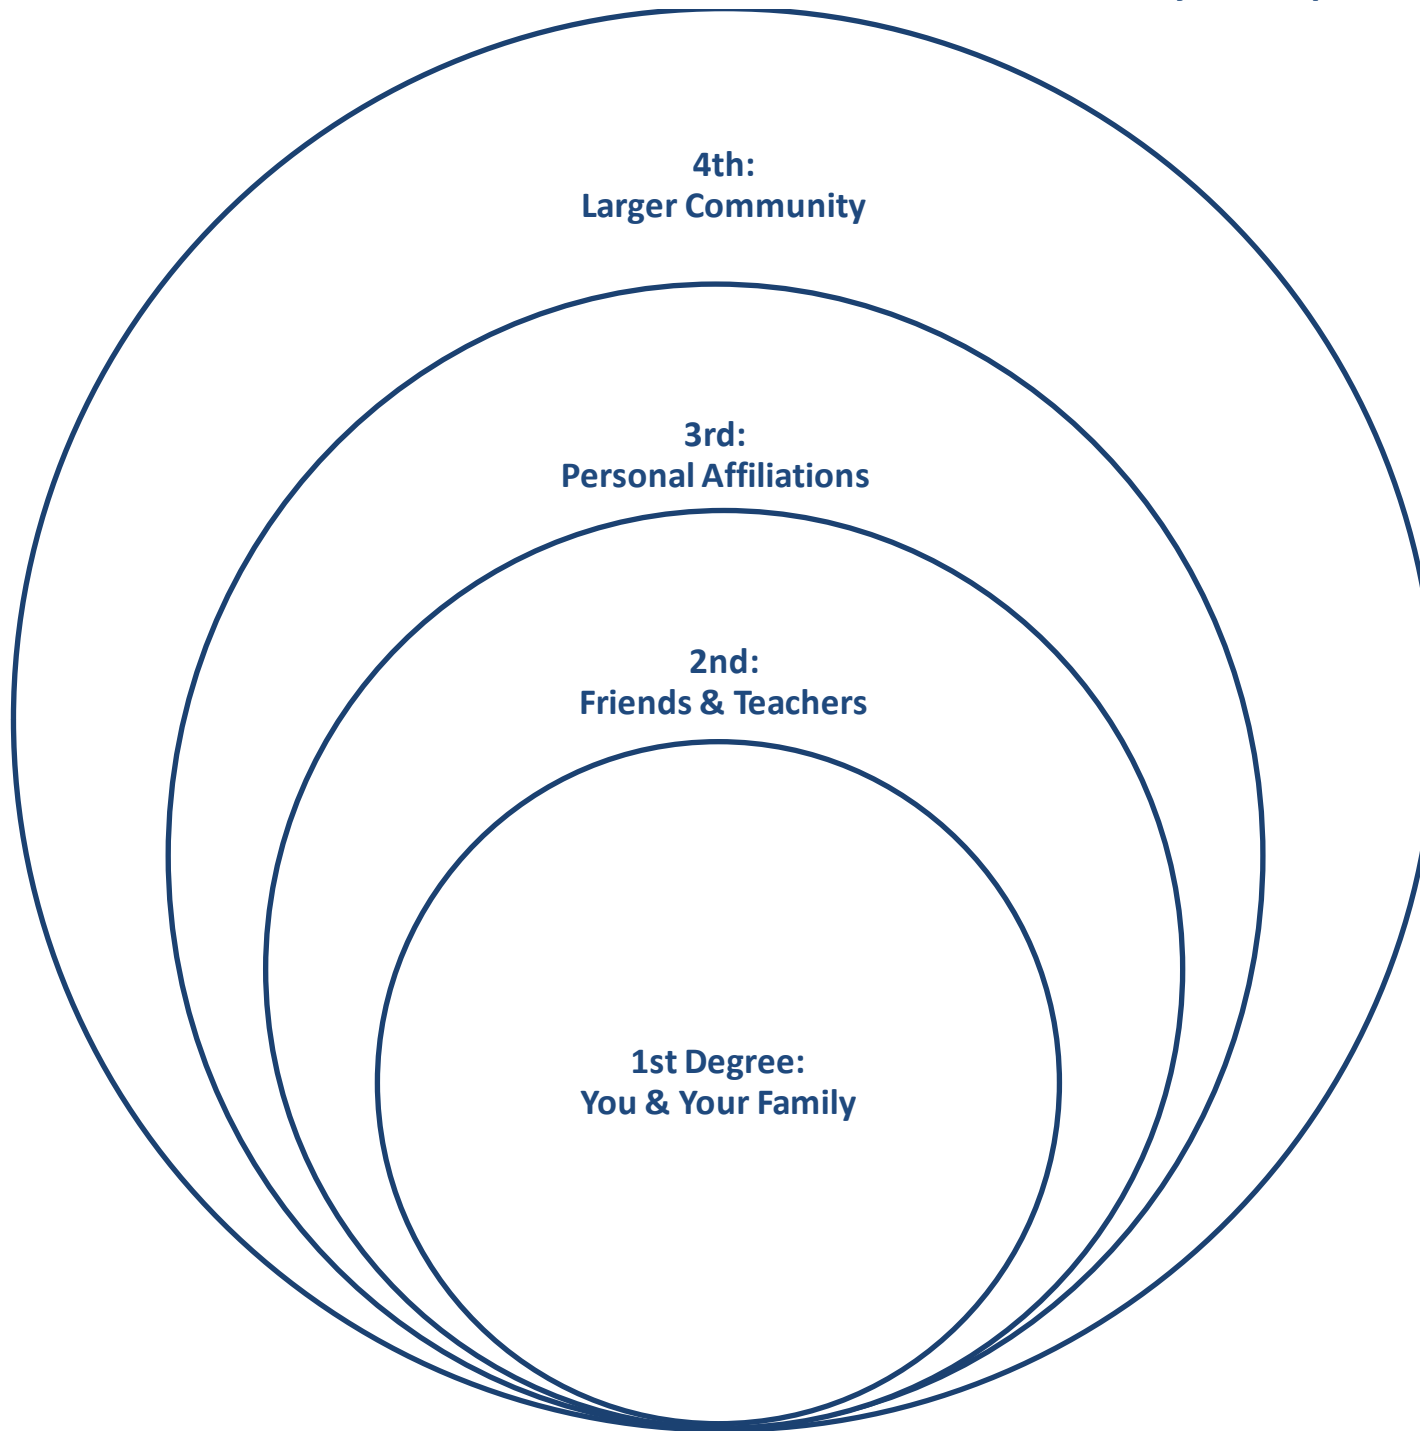 4th:
Larger Community
3rd:
Personal Affiliations
2nd:
Friends & Teachers
1st Degree:
You & Your Family